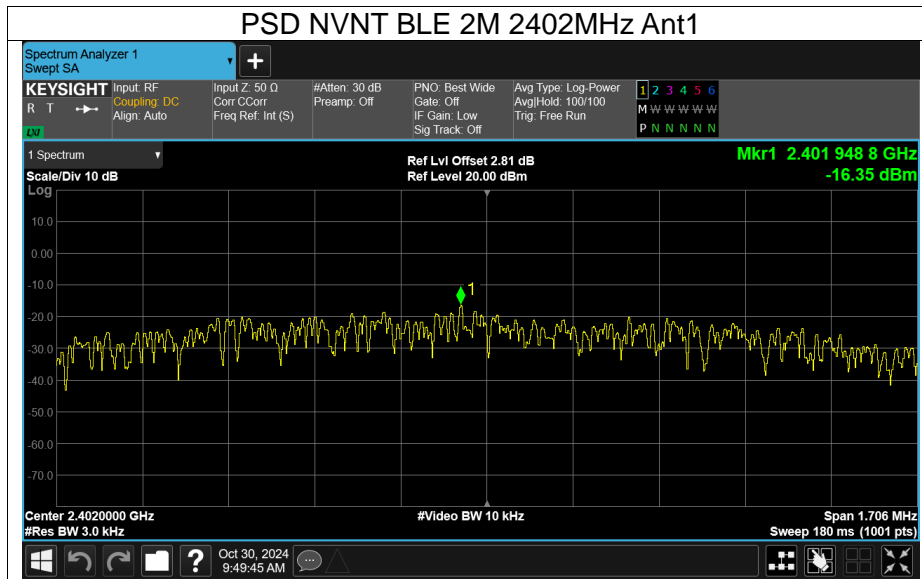 PSD NVNT BLE 2M 2402MHz Ant1
Spectrum Analyzer 1
Swept SA
+
KEYSIGHT
R T
LXI
Input: RF
Coupling: DC
Align: Auto
Input Z: 50 Ω
Corr CCorr
Freq Ref: Int (S)
#Atten: 30 dB
Preamp: Off
PNO: Best Wide
Gate: Off
IF Gain: Low
Sig Track: Off
Avg Type: Log-Power
Avg|Hold: 100/100
Trig: Free Run
1 2 3 4 5 6
M W W W W W
P N N N N N
1 Spectrum
Scale/Div 10 dB
Log
Ref Lvl Offset 2.81 dB
Ref Level 20.00 dBm
Mkr1 2.401 948 8 GHz
-16.35 dBm
10.0
0.00
-10.0
1
-20.0
-30.0
-40.0
-50.0
-60.0
-70.0
Center 2.4020000 GHz
#Res BW 3.0 kHz
#Video BW 10 kHz
Span 1.706 MHz
Sweep 180 ms (1001 pts)
?
Oct 30, 2024
9:49:45 AM